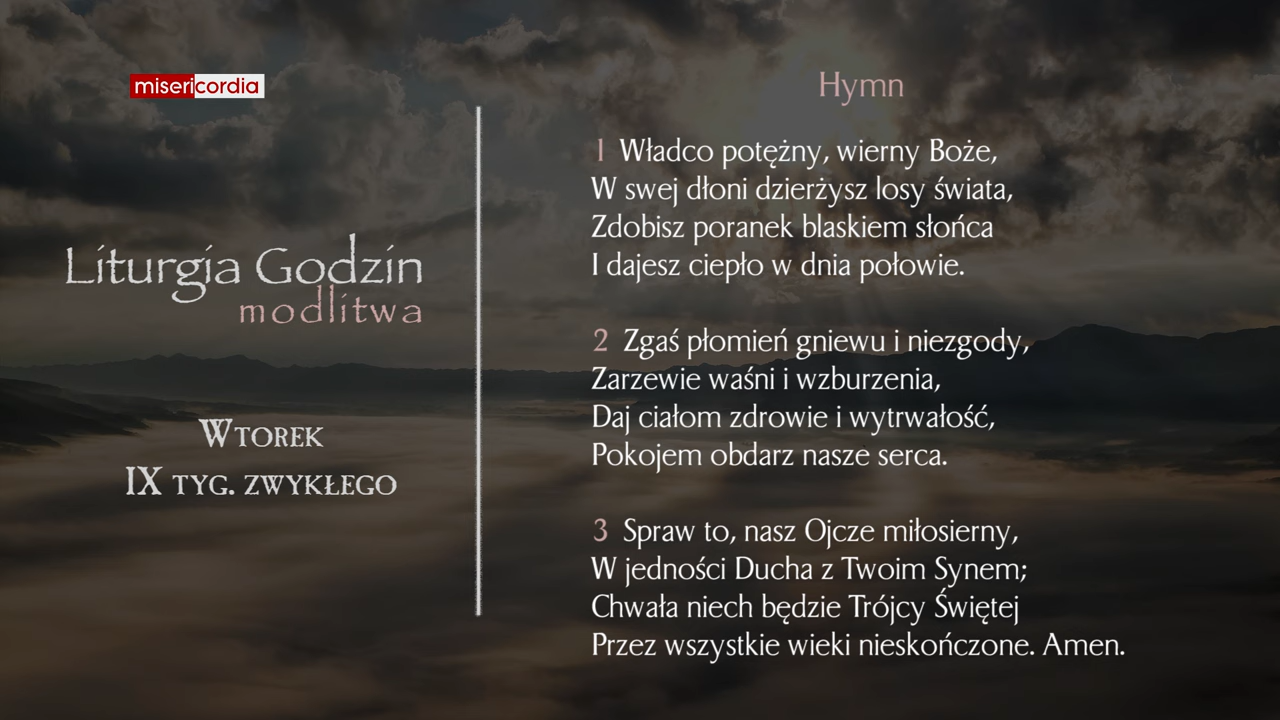 misericordia
Liturgia Godzin
modlitwa
Wtorek
IX tyg. zwykłego
Hymn
1 Władco potężny, wierny Boże,
W swej dłoni dzierżysz losy świata,
Zdobisz poranek blaskiem słońca
I dajesz ciepło w dnia połowie.
2 Zgaś płomień gniewu i niezgody,
Zarzewie waśni i wzburzenia,
Daj ciałom zdrowie i wytrwałość,
Pokojem obdarz nasze serca.
3 Spraw to, nasz Ojcze miłosierny,
W jedności Ducha z Twoim Synem;
Chwała niech będzie Trójcy Świętej
Przez wszystkie wieki nieskończone. Amen.